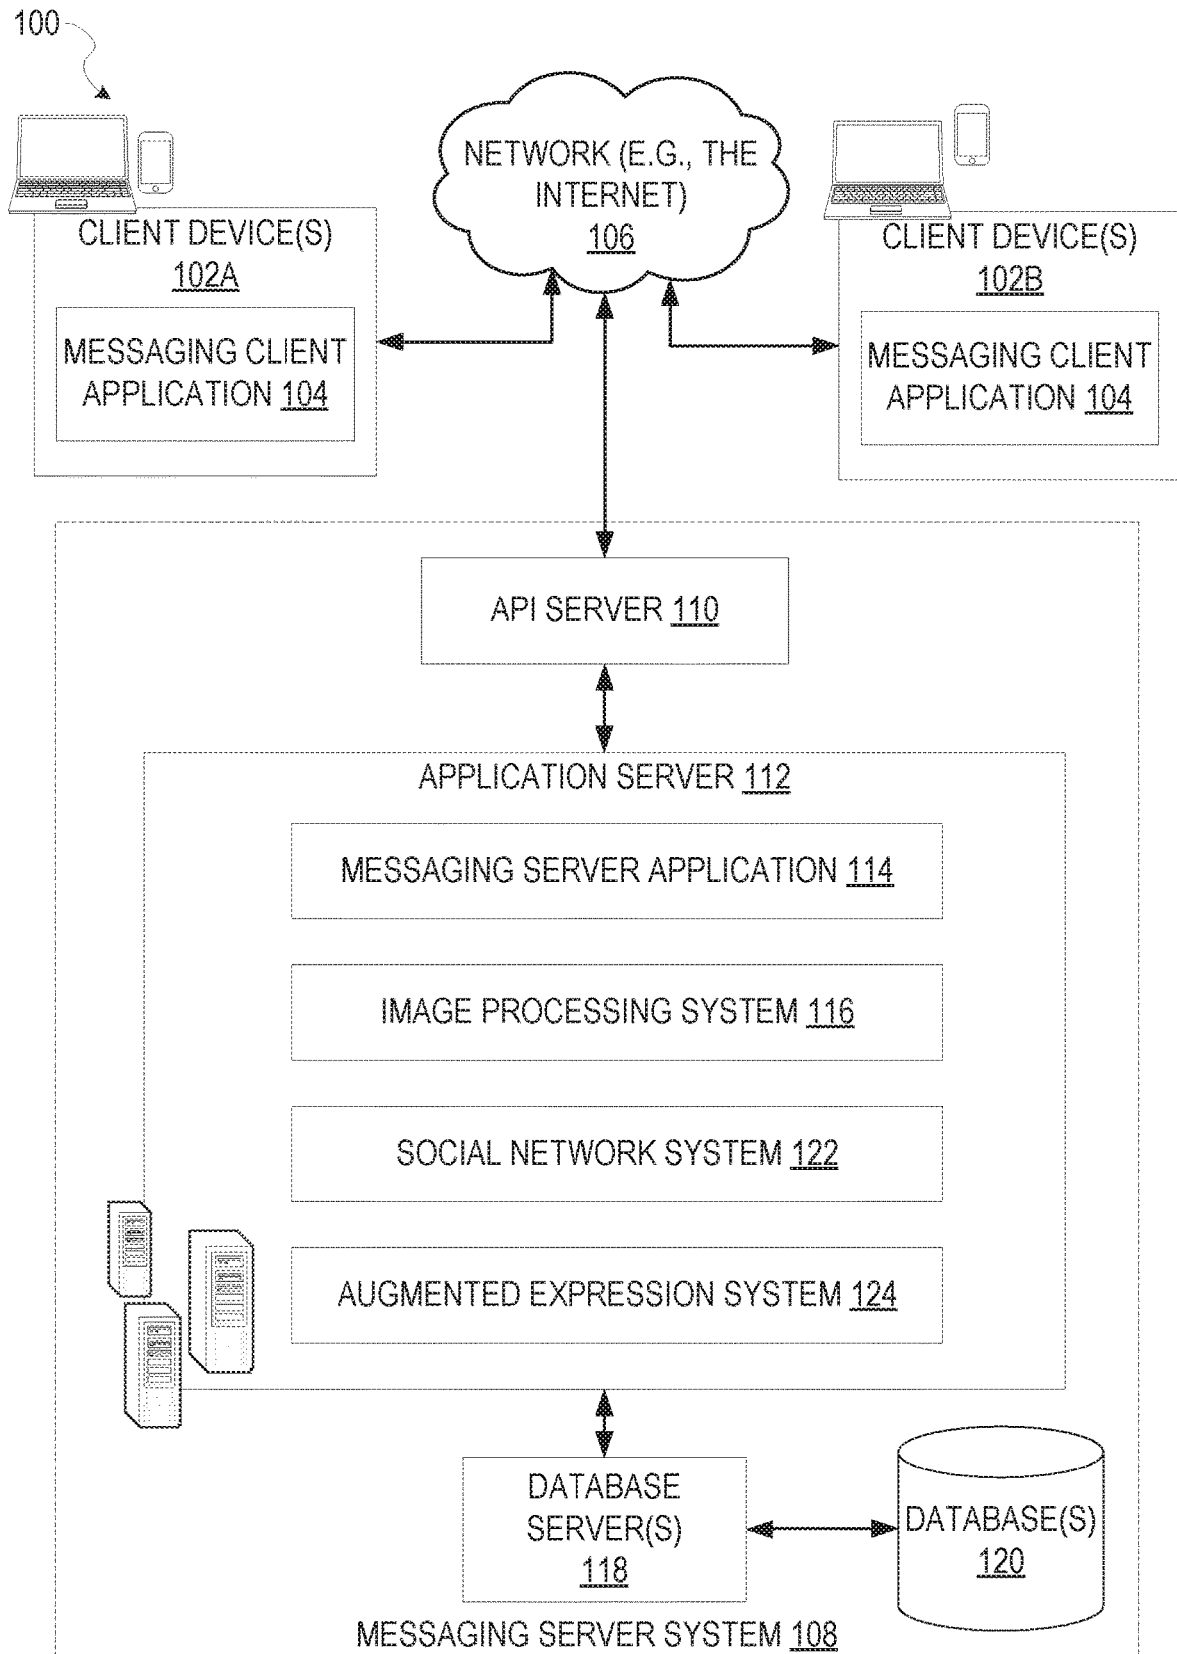 100
NETWORK (E.G., THE
INTERNET)
106
CLIENT DEVICE(S)
102A
MESSAGING CLIENT
APPLICATION 104
CLIENT DEVICE(S)
102B
MESSAGING CLIENT
APPLICATION 104
API SERVER 110
APPLICATION SERVER 112
MESSAGING SERVER APPLICATION 114
IMAGE PROCESSING SYSTEM 116
SOCIAL NETWORK SYSTEM 122
AUGMENTED EXPRESSION SYSTEM 124
DATABASE
SERVER(S)
118
DATABASE(S)
120
MESSAGING SERVER SYSTEM 108